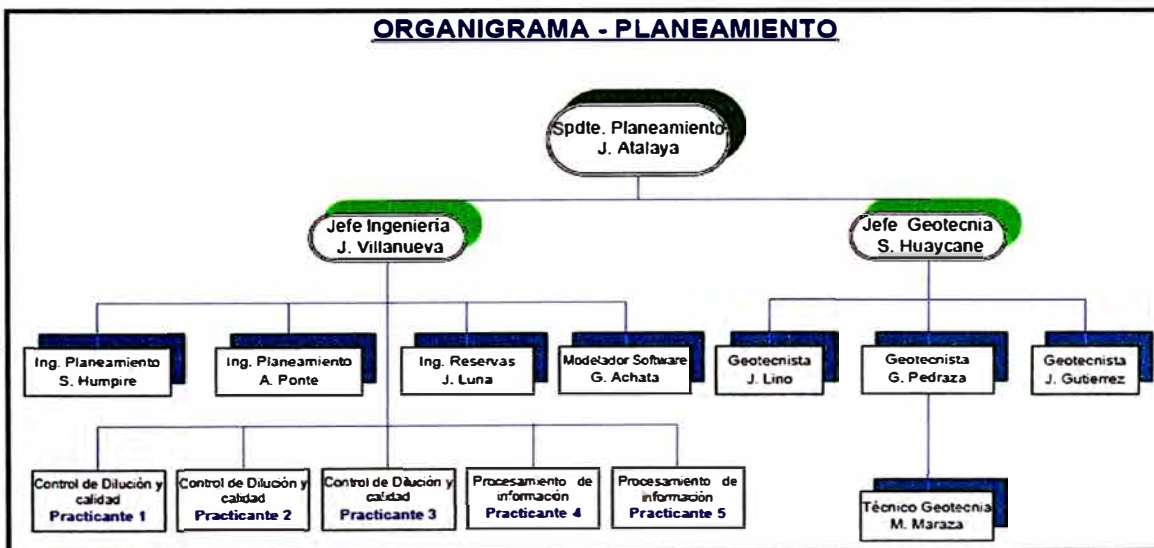 ORGANIGRAMA - PLANEAMIENTO
Spdte. Planeamiento
J. Atalaya
Jefe Ingeniería
J. Villanueva
Jefe Geotecnia
S. Huaycane
Ing. Planeamiento
S. Humpire
Ing. Planeamiento
A. Ponte
Ing. Reservas
J. Luna
Modelador Software
G. Achata
Geotecnista
J. Lino
Geotecnista
G. Pedraza
Geotecnista
J. Gutierrez
Control de Dilución y
calidad
Practicante 1
Control de Dilución y
calidad
Practicante 2
Control de Dilución y
calidad
Practicante 3
Procesamiento de
información
Practicante 4
Procesamiento de
información
Practicante 5
Técnico Geotecnia
M. Maraza